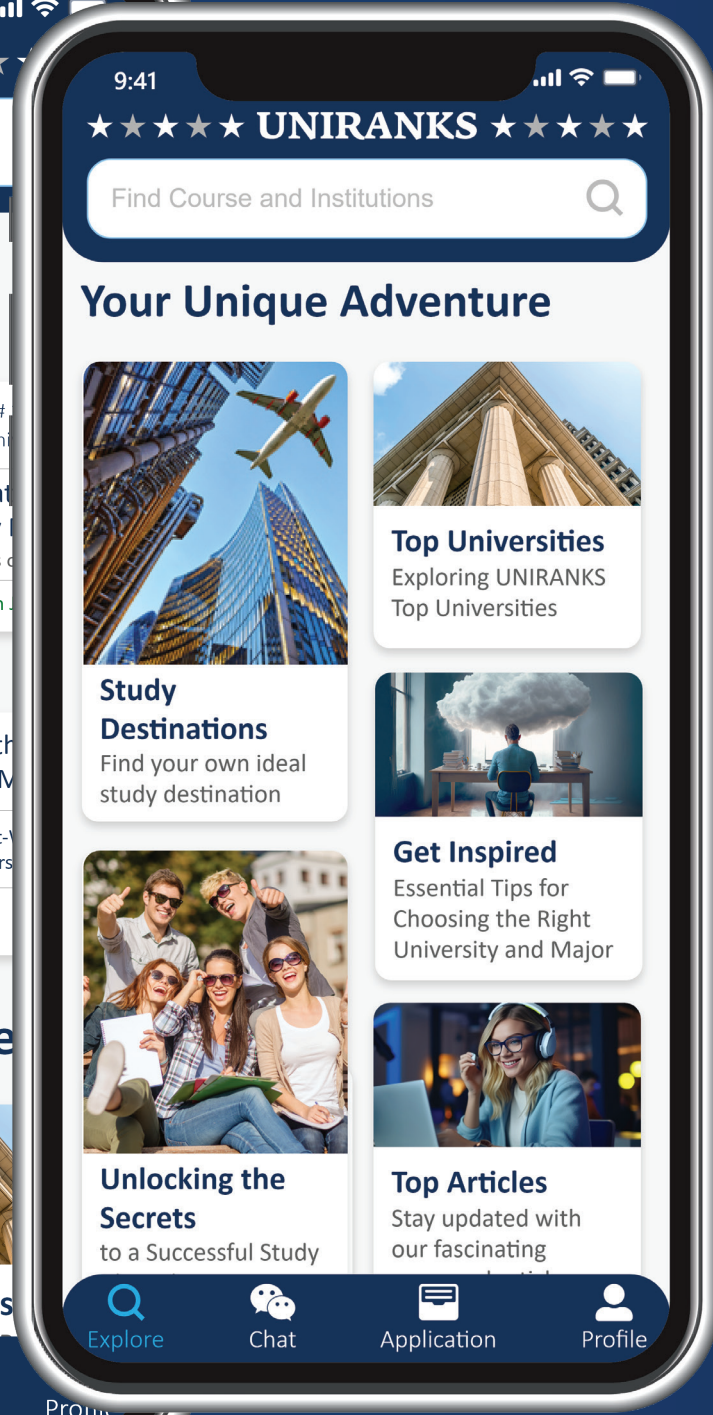 9:41
UNIRANKS
Find Course and Institutions
Your Unique Adventure
Study
Destinations
Find your own ideal
study destination
Top Universities
Exploring UNIRANKS
Top Universities
Get Inspired
Essential Tips for
Choosing the Right
University and Major
Unlocking the
Secrets
to a Successful Study
Top Articles
Stay updated with
our fascinating
Explore
Chat
Application
Profile